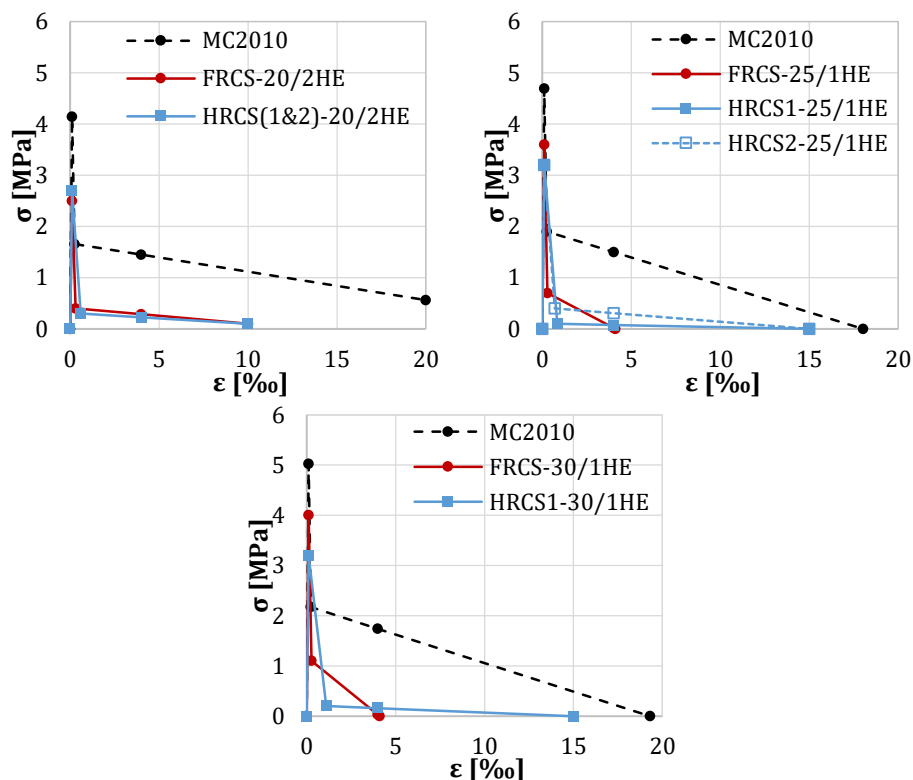 6
5
4
3
2
1
0
σ [MPa]
MC2010
FRCS-20/2HE
HRCS(1&2)-20/2HE
0 5 10 15 20
ε [‰]
6
5
4
3
2
1
0
σ [MPa]
MC2010
FRCS-25/1HE
HRCS1-25/1HE
HRCS2-25/1HE
0 5 10 15 20
ε [‰]
6
5
4
3
2
1
0
σ [MPa]
MC2010
FRCS-30/1HE
HRCS1-30/1HE
0 5 10 15 20
ε [‰]